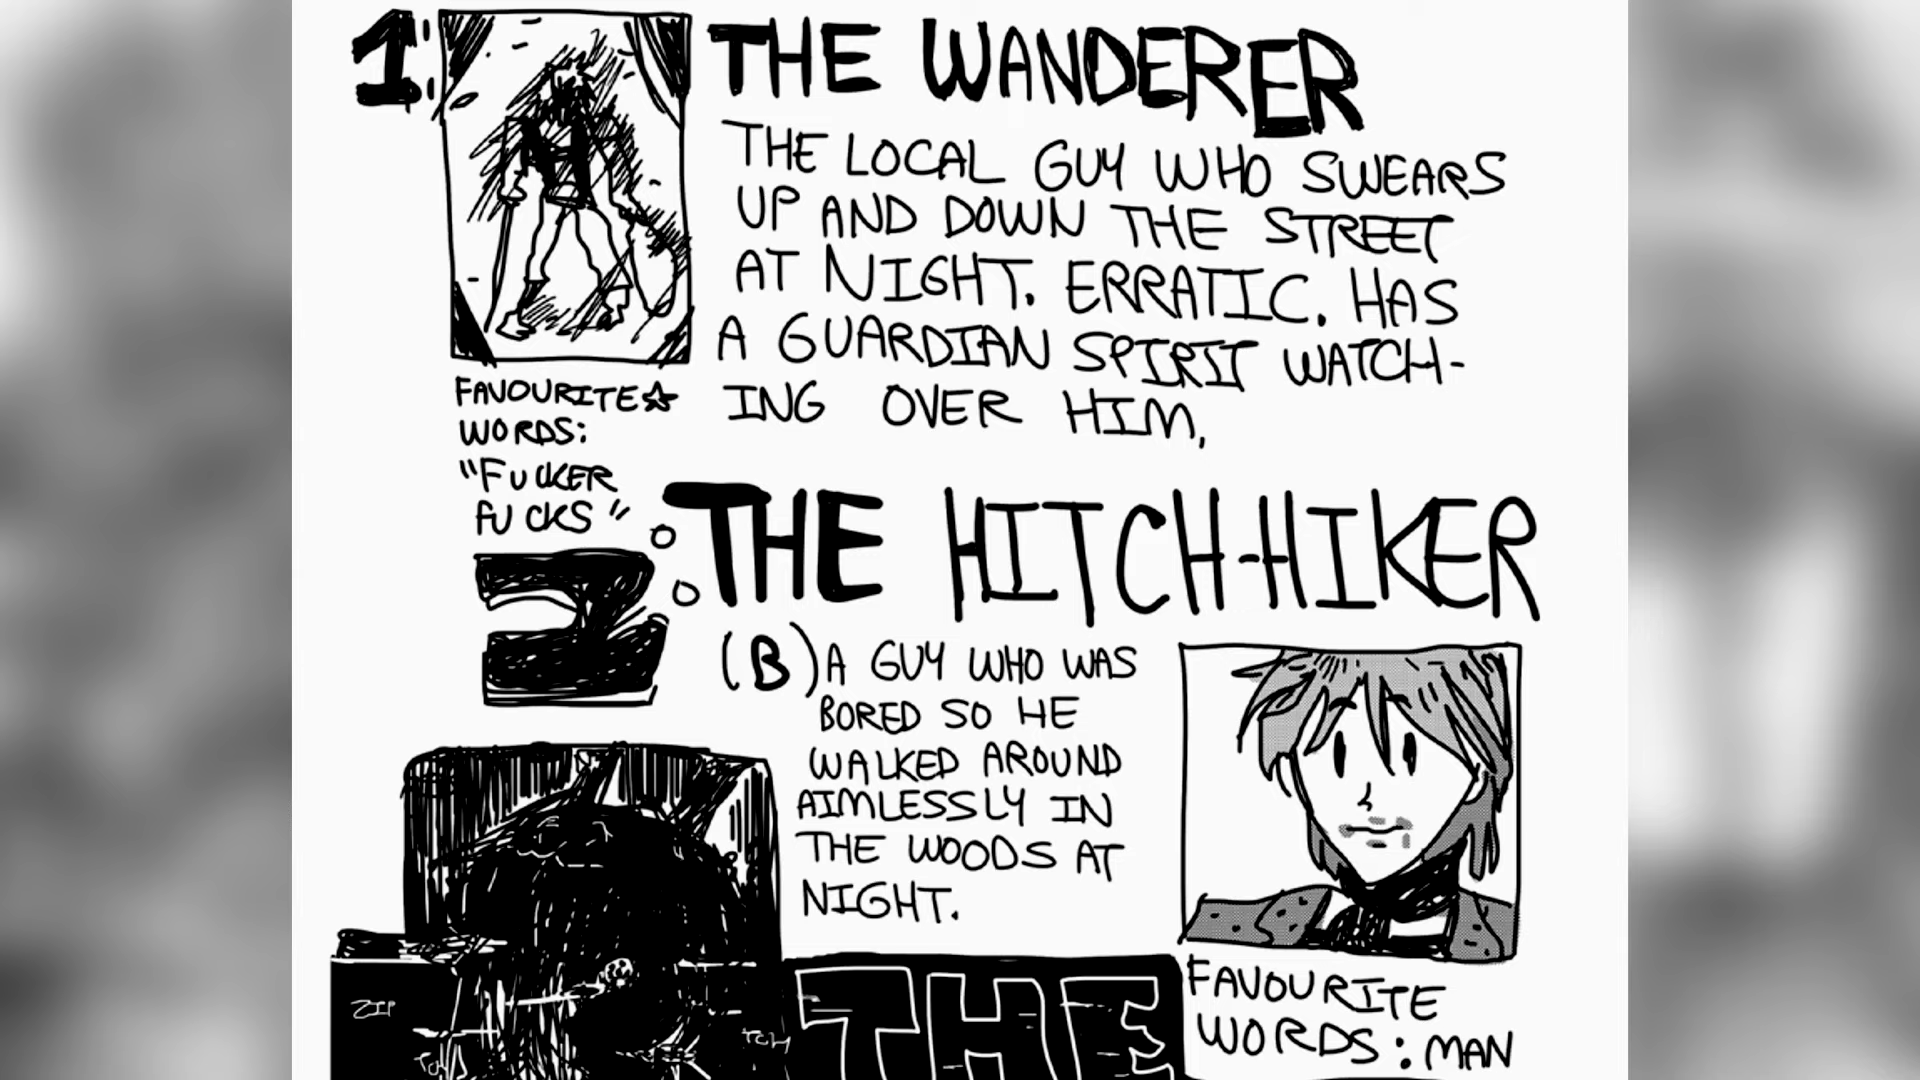 1:
THE WANDERER
THE LOCAL GUY WHO SWEARS
UP AND DOWN THE STREET
AT NIGHT. ERRATIC. HAS
A GUARDIAN SPIRIT WATCH-
ING OVER HIM,
FAVOURITE
WORDS:
"FUCKER
FUCKS"
2
THE HITCH-HIKER
(B) A GUY WHO WAS
BORED SO HE
WALKED AROUND
AIMLESSLY IN
THE WOODS AT
NIGHT.
FAVOURITE
WORDS: MAN
ZIP
TCH
THE